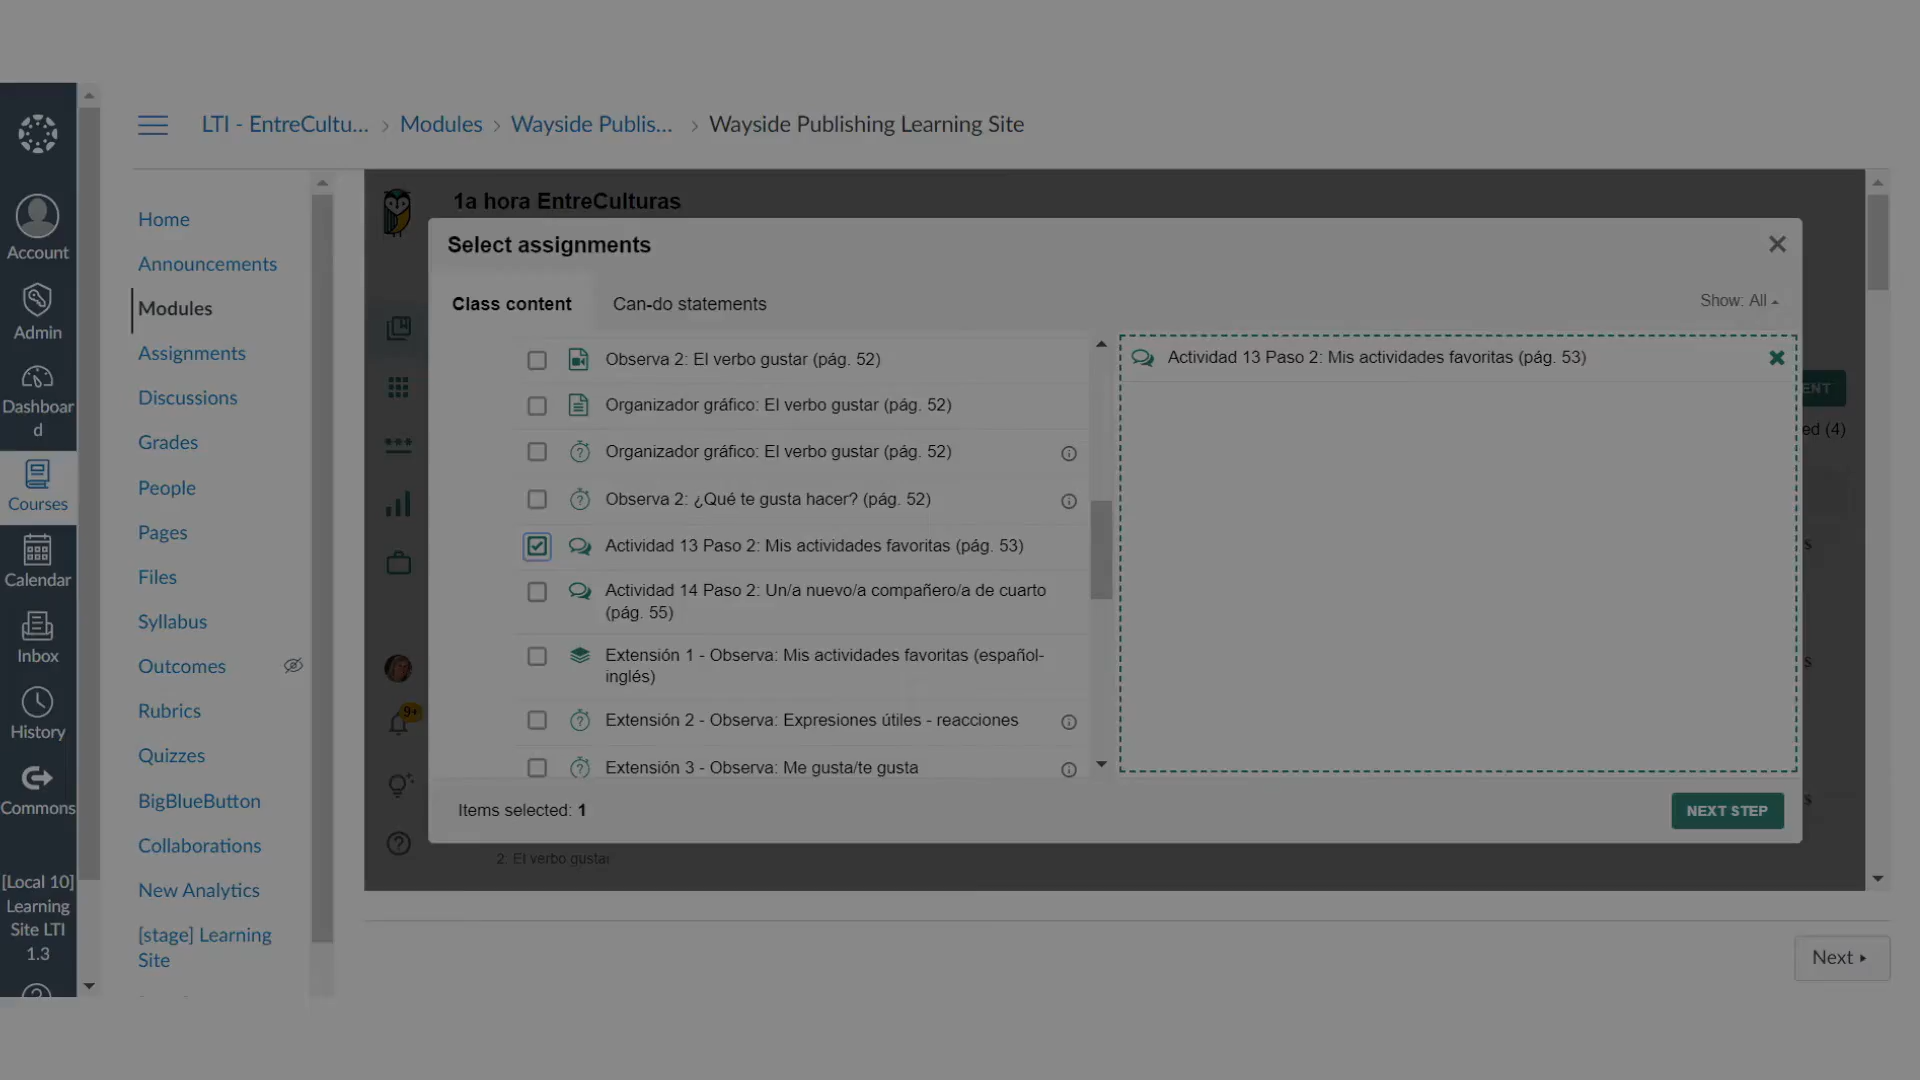 LTI - EntreCultu... › Modules › Wayside Publis... › Wayside Publishing Learning Site
Account
Admin
Dashboar
d
Courses
Calendar
Inbox
History
Commons
[Local 10]
Learning
Site LTI
1.3
Home
Announcements
Modules
Assignments
Discussions
Grades
People
Pages
Files
Syllabus
Outcomes
Rubrics
Quizzes
BigBlueButton
Collaborations
New Analytics
[stage] Learning
Site
1a hora EntreCulturas
9+
Select assignments
Class content
Can-do statements
Show: All
Observa 2: El verbo gustar (pág. 52)
Organizador gráfico: El verbo gustar (pág. 52)
Organizador gráfico: El verbo gustar (pág. 52)
Observa 2: ¿Qué te gusta hacer? (pág. 52)
Actividad 13 Paso 2: Mis actividades favoritas (pág. 53)
Actividad 14 Paso 2: Un/a nuevo/a compañero/a de cuarto
(pág. 55)
Extensión 1 - Observa: Mis actividades favoritas (español-
inglés)
Extensión 2 - Observa: Expresiones útiles - reacciones
Extensión 3 - Observa: Me gusta/te gusta
Actividad 13 Paso 2: Mis actividades favoritas (pág. 53)
ENT
ed (4)
s
s
s
Items selected: 1
NEXT STEP
2: El verbo gustar
Next